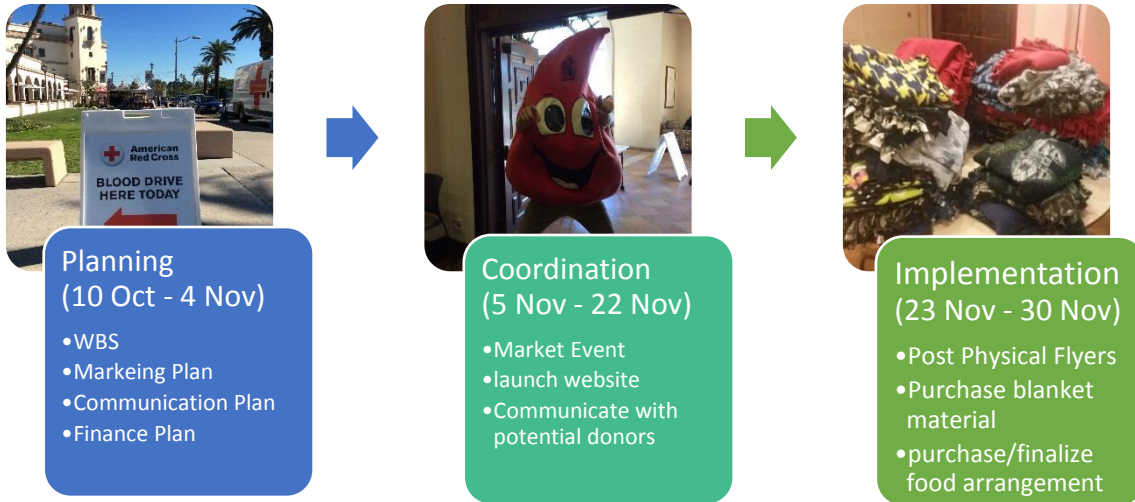 American
Red Cross
BLOOD DRIVE
HERE TODAY
Planning
(10 Oct - 4 Nov)
•WBS
•Markeing Plan
•Communication Plan
•Finance Plan
Coordination
(5 Nov - 22 Nov)
•Market Event
•launch website
•Communicate with
potential donors
Implementation
(23 Nov - 30 Nov)
•Post Physical Flyers
•Purchase blanket
material
•purchase/finalize
food arrangement